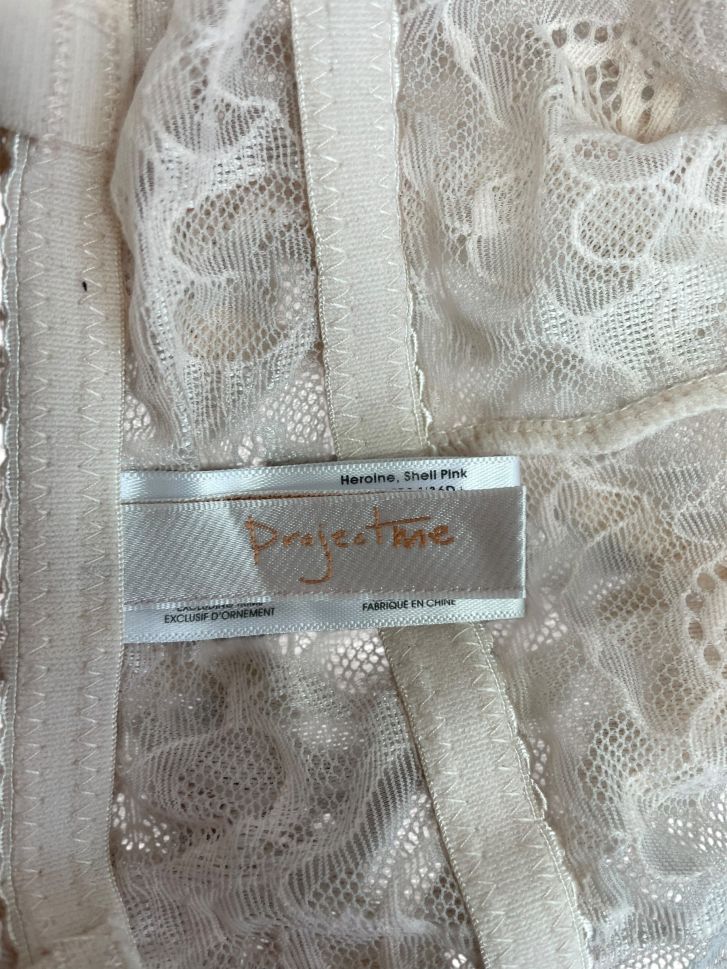 Heroine, Shell Pink
ProjectMe
EXCLUSIF D'ORNEMENT
FABRIQUÉ EN CHINE